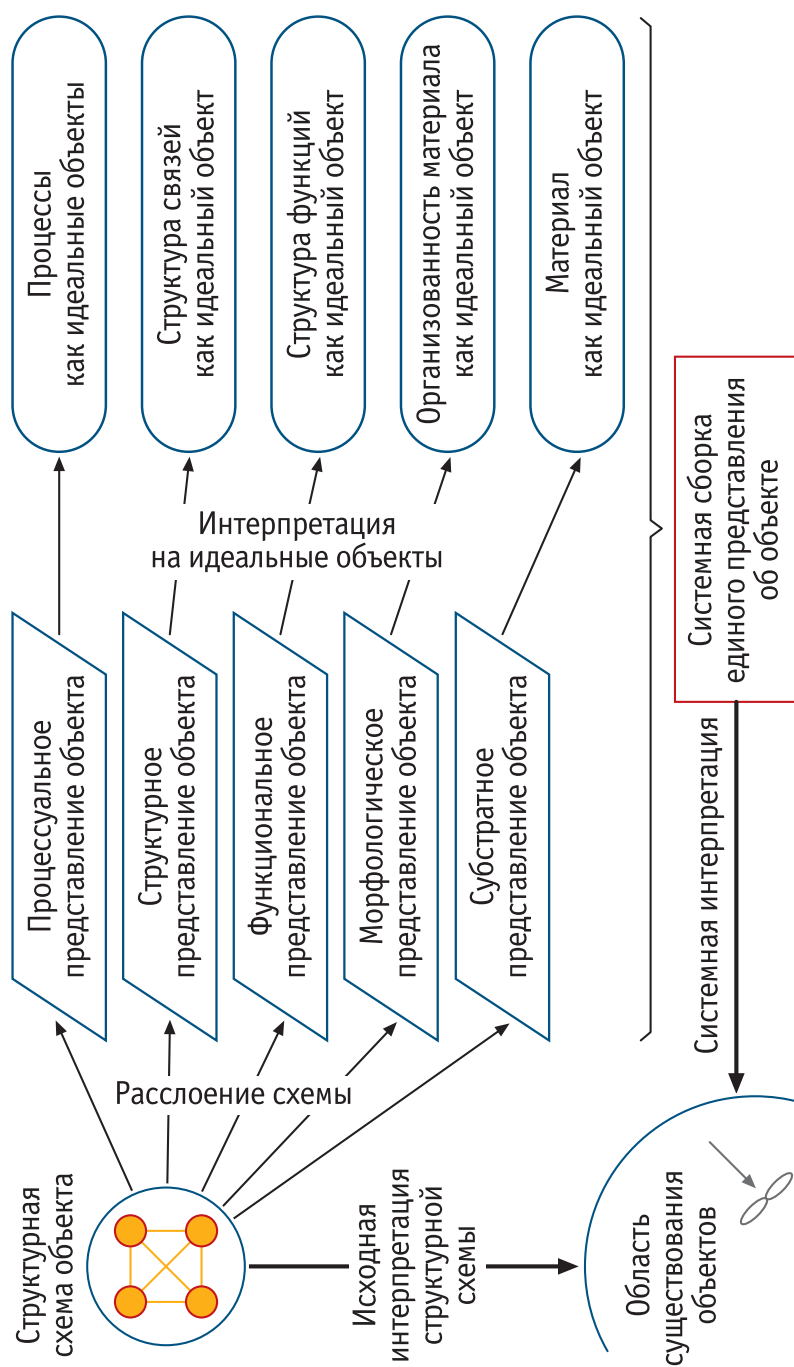 Структурная
схема объекта
Расслоение схемы
Процессуальное
представление объекта
Структурное
представление объекта
Функциональное
представление объекта
Морфологическое
представление объекта
Субстратное
представление объекта
Интерпретация
на идеальные объекты
Процессы
как идеальные объекты
Структура связей
как идеальный объект
Структура функций
как идеальный объект
Организованность материала
как идеальный объект
Материал
как идеальный объект
Исходная
интерпретация
структурной
схемы
Область
существования
объектов
Системная интерпретация
Системная сборка
единого представления
об объекте